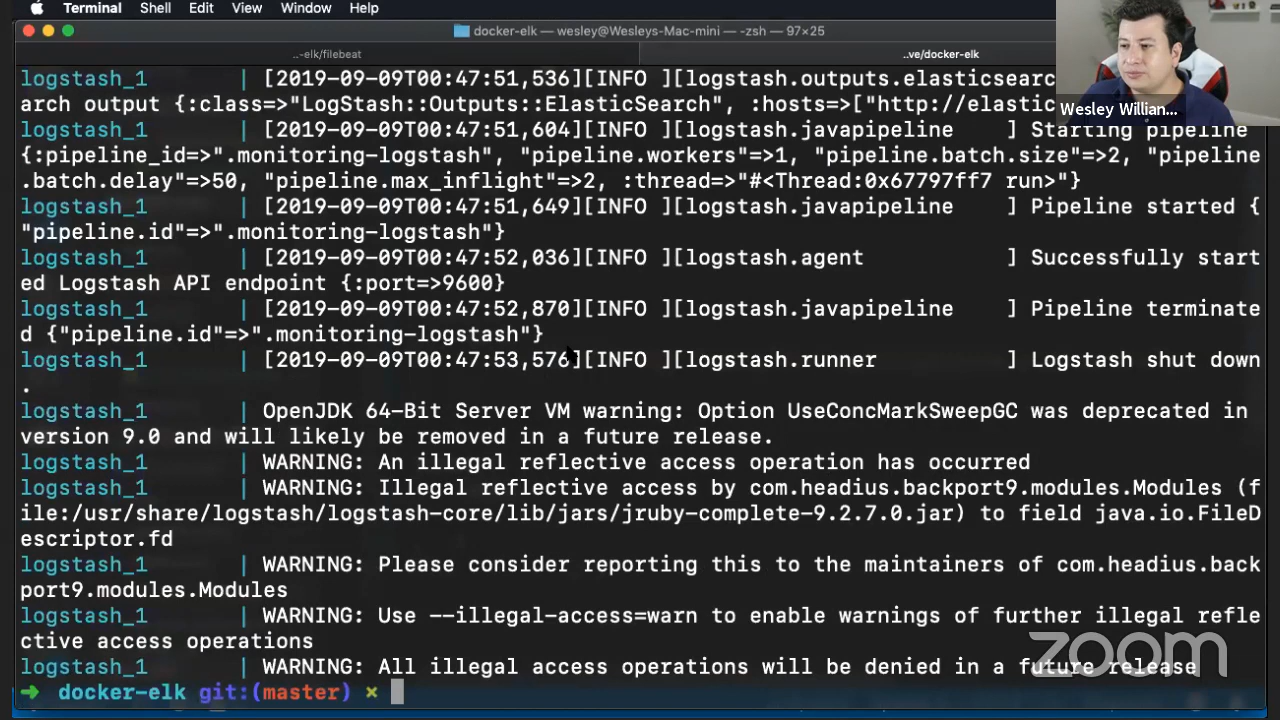 Terminal Shell Edit View Window Help
docker-elk — wesley@Wesleys-Mac-mini — -zsh — 97×25
..-elk/filebeat ..ve/docker-elk
logstash_1 | [2019-09-09T00:47:51,536][INFO ][logstash.outputs.elasticsearc
arch output {:class=>"LogStash::Outputs::ElasticSearch", :hosts=>["http://elastic
Wesley Willian...
logstash_1 | [2019-09-09T00:47:51,604][INFO ][logstash.javapipeline ] Starting pipeline
{:pipeline_id=>".monitoring-logstash", "pipeline.workers"=>1, "pipeline.batch.size"=>2, "pipeline
.batch.delay"=>50, "pipeline.max_inflight"=>2, :thread=>"#<Thread:0x67797ff7 run>"}
logstash_1 | [2019-09-09T00:47:51,649][INFO ][logstash.javapipeline ] Pipeline started {
"pipeline.id"=>".monitoring-logstash"}
logstash_1 | [2019-09-09T00:47:52,036][INFO ][logstash.agent ] Successfully start
ed Logstash API endpoint {:port=>9600}
logstash_1 | [2019-09-09T00:47:52,870][INFO ][logstash.javapipeline ] Pipeline terminate
d {"pipeline.id"=>".monitoring-logstash"}
logstash_1 | [2019-09-09T00:47:53,576][INFO ][logstash.runner ] Logstash shut down
.
logstash_1 | OpenJDK 64-Bit Server VM warning: Option UseConcMarkSweepGC was deprecated in
version 9.0 and will likely be removed in a future release.
logstash_1 | WARNING: An illegal reflective access operation has occurred
logstash_1 | WARNING: Illegal reflective access by com.headius.backport9.modules.Modules (f
ile:/usr/share/logstash/logstash-core/lib/jars/jruby-complete-9.2.7.0.jar) to field java.io.FileD
escriptor.fd
logstash_1 | WARNING: Please consider reporting this to the maintainers of com.headius.back
port9.modules.Modules
logstash_1 | WARNING: Use --illegal-access=warn to enable warnings of further illegal refle
ctive access operations
logstash_1 | WARNING: All illegal access operations will be denied in a future release
zoom
➜ docker-elk git:(master) ×